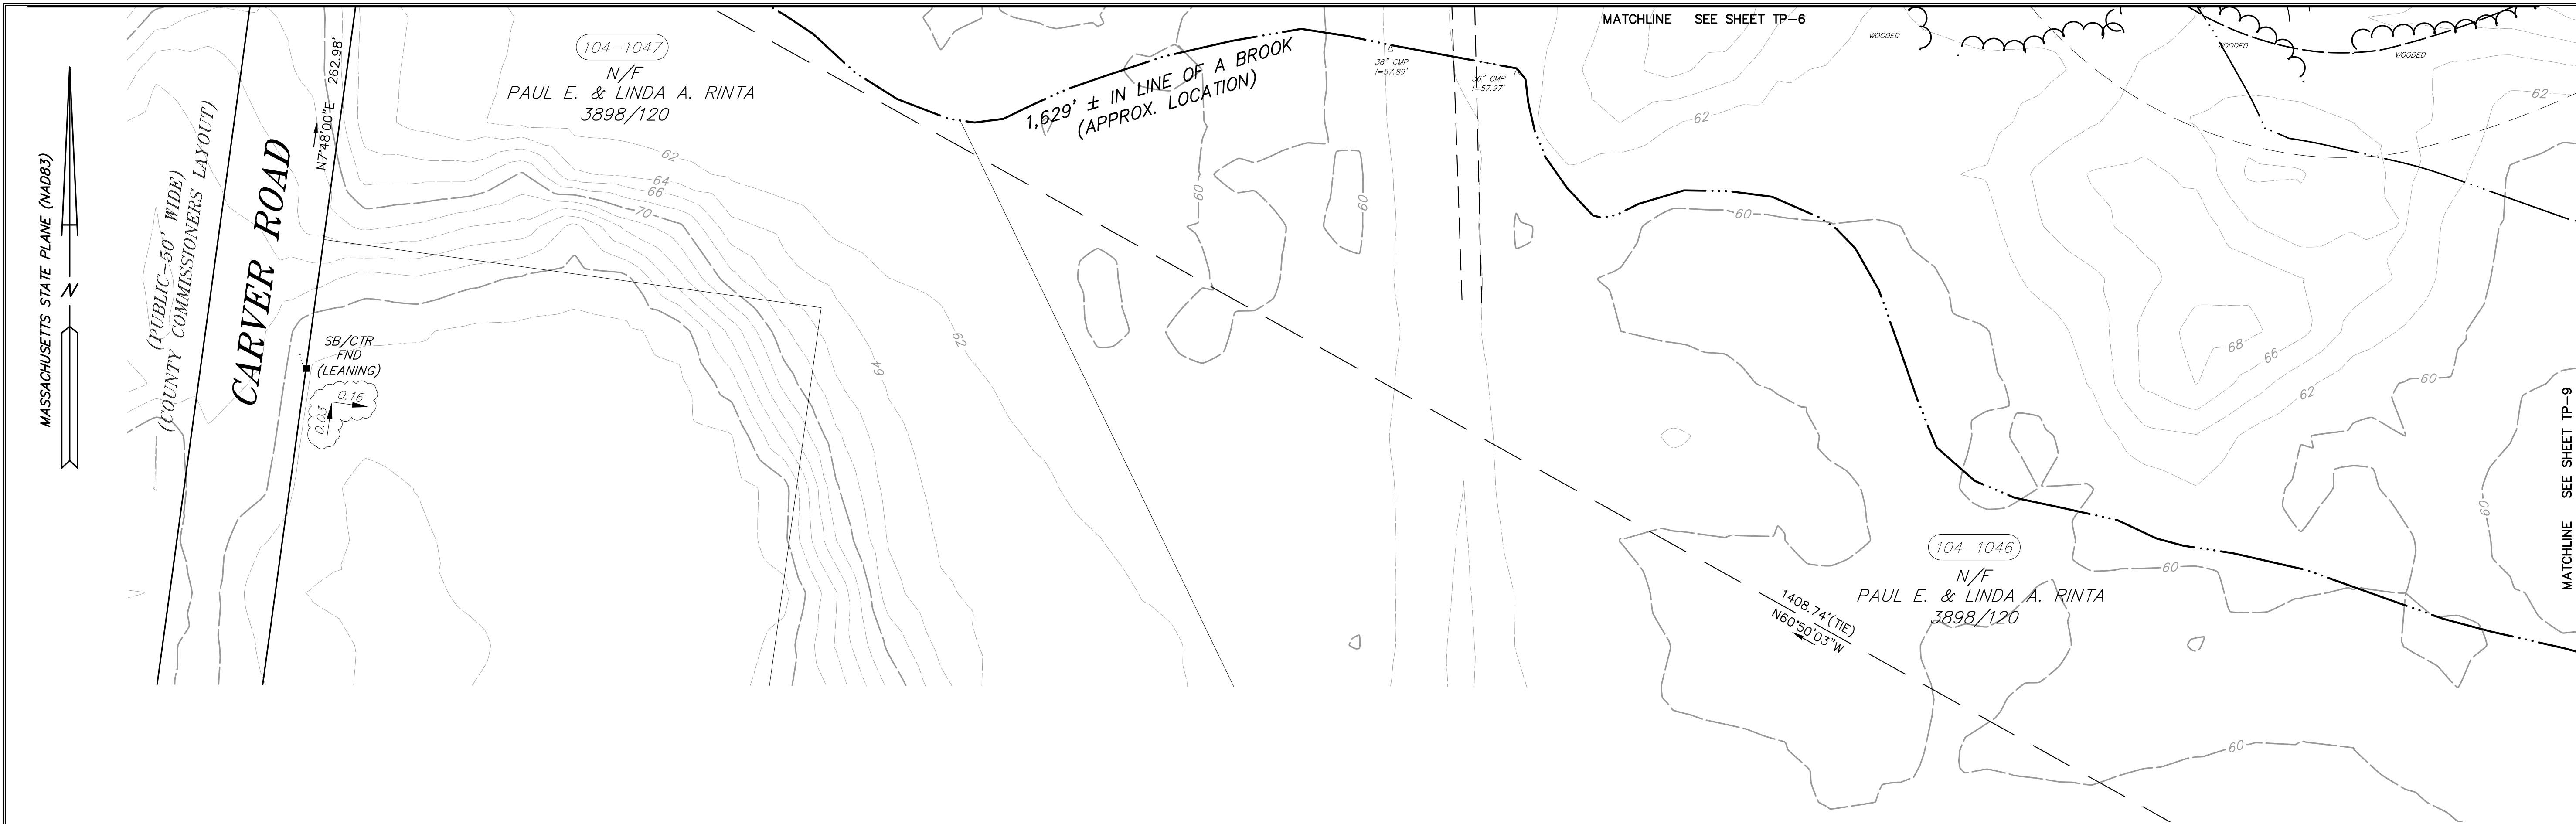 MATCHLINE SEE SHEET TP-6
MASSACHUSETTS STATE PLANE (NAD83)
N
(PUBLIC-50' WIDE)
(COUNTY COMMISSIONERS LAYOUT)
CARVER ROAD
N7°48'00"E 262.98'
104-1047
N/F
PAUL E. & LINDA A. RINTA
3898/120
62
64
66
70
SB/CTR
FND
(LEANING)
0.16
0.03
64
62
1,629' ± IN LINE OF A BROOK
(APPROX. LOCATION)
36" CMP
I=57.89'
36" CMP
I=57.97'
60
60
62
60
WOODED
WOODED
WOODED
62
68
66
62
60
60
MATCHLINE SEE SHEET TP-9
104-1046
N/F
PAUL E. & LINDA A. RINTA
3898/120
60
1408.74'(TIE)
N60°50'03"W
60